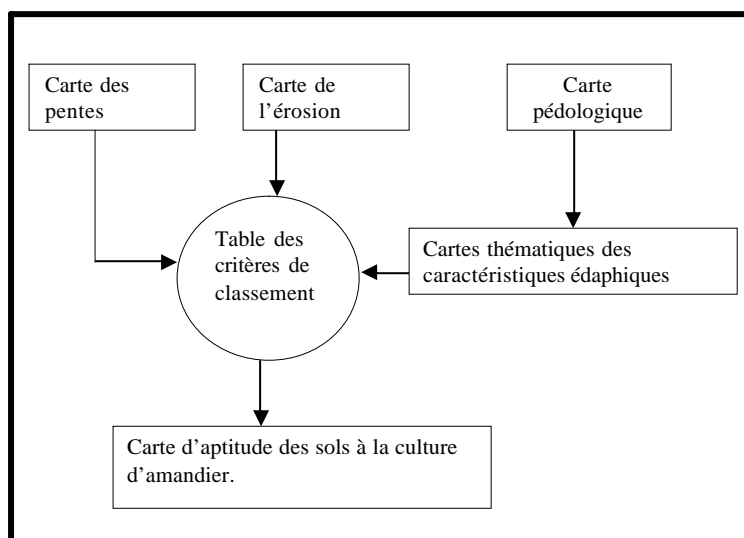 Carte des
pentes
Carte de
l’érosion
Carte
pédologique
Table des
critères de
classement
Cartes thématiques des
caractéristiques édaphiques
Carte d’aptitude des sols à la culture
d’amandier.